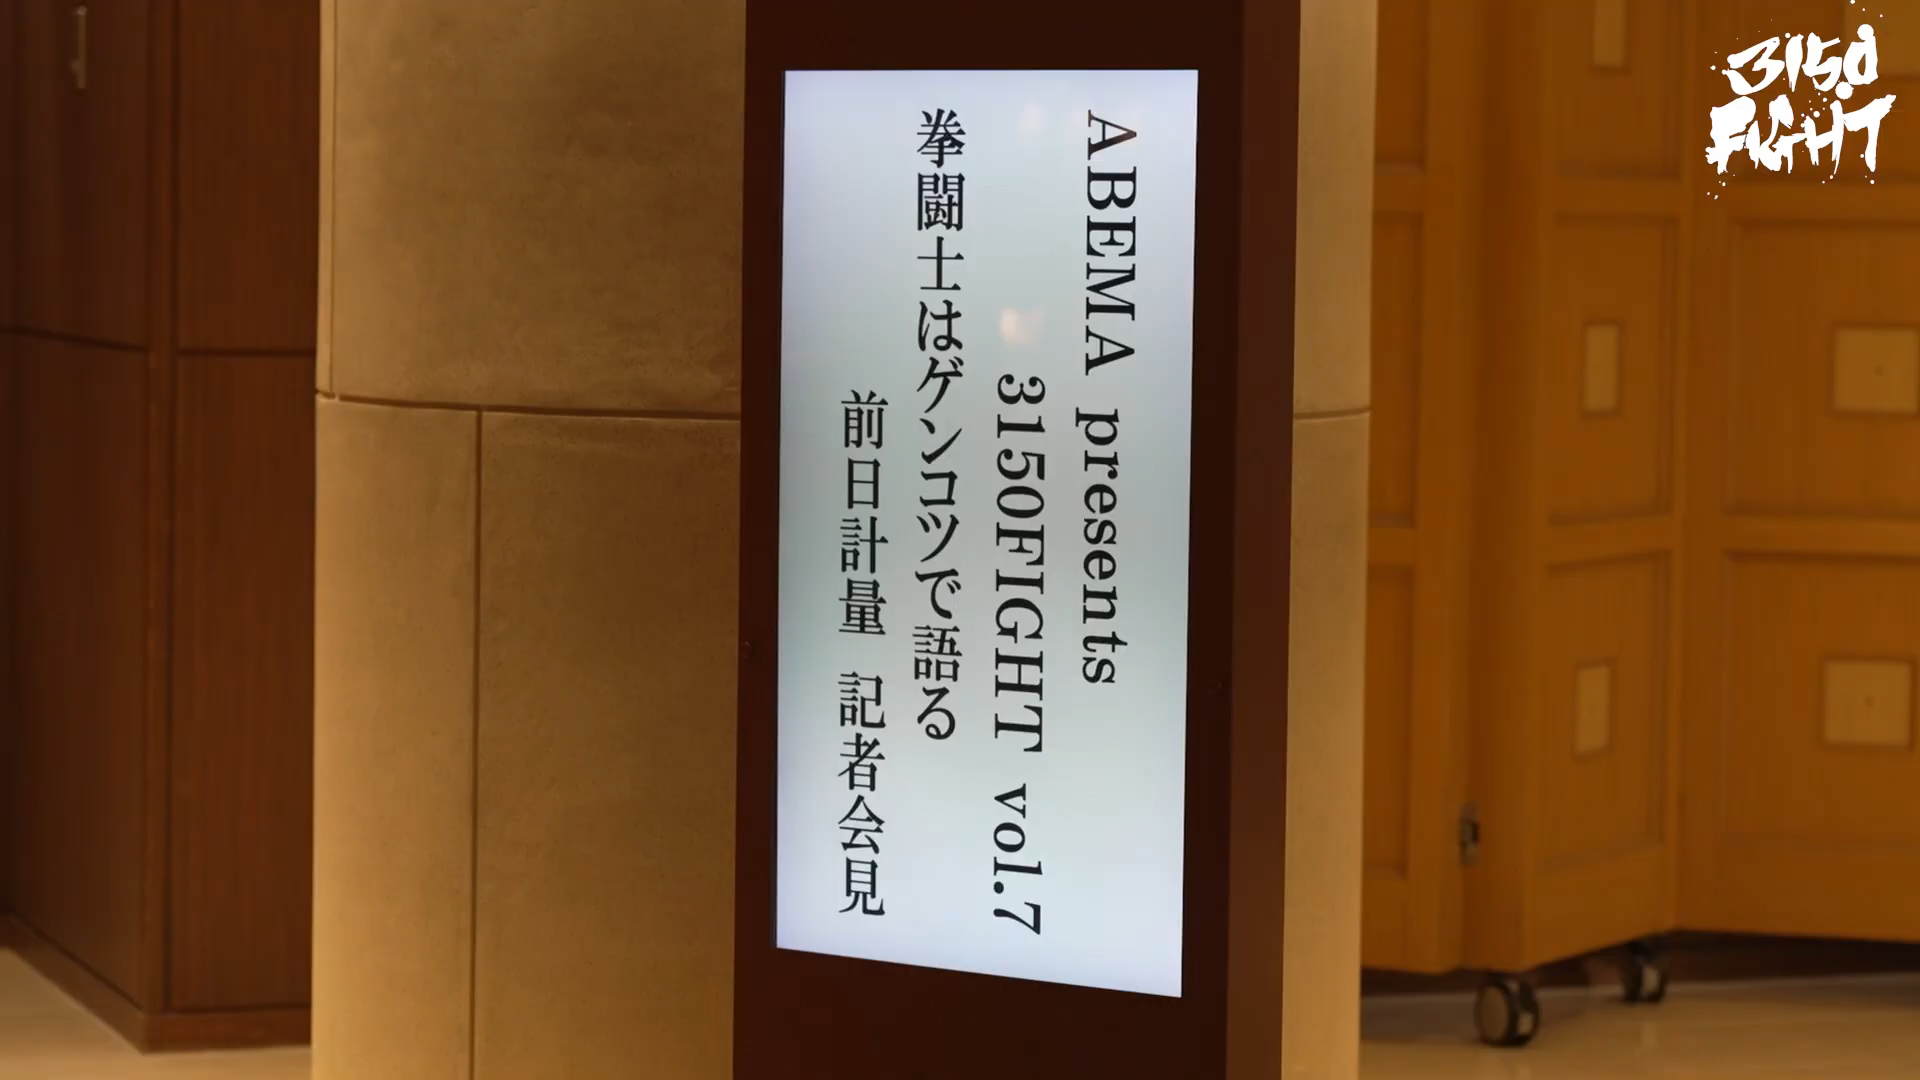 ABEMA presents
3150FIGHT vol.7
拳闘士はゲンコツで語る
前日計量 記者会見
3150
FIGHT